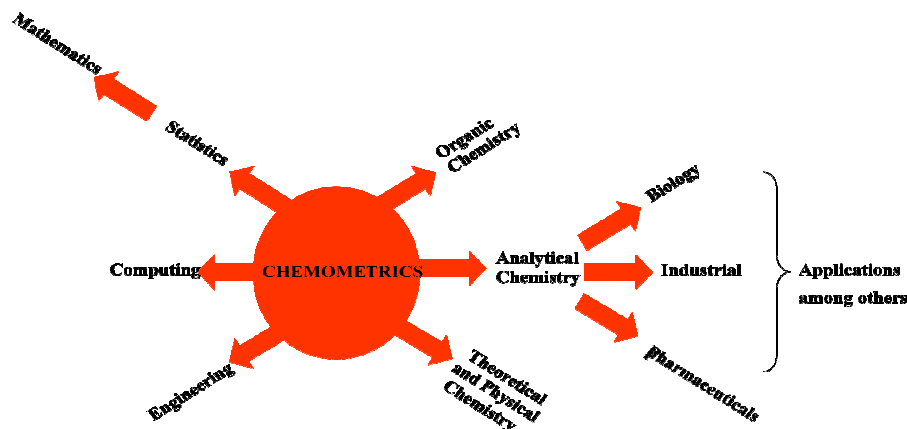 Mathematics
Statistics
Organic
Chemistry
Biology
Computing
CHEMOMETRICS
Analytical
Chemistry
Industrial
Applications
among others
Engineering
Theoretical
and Physical
Chemistry
Pharmaceuticals